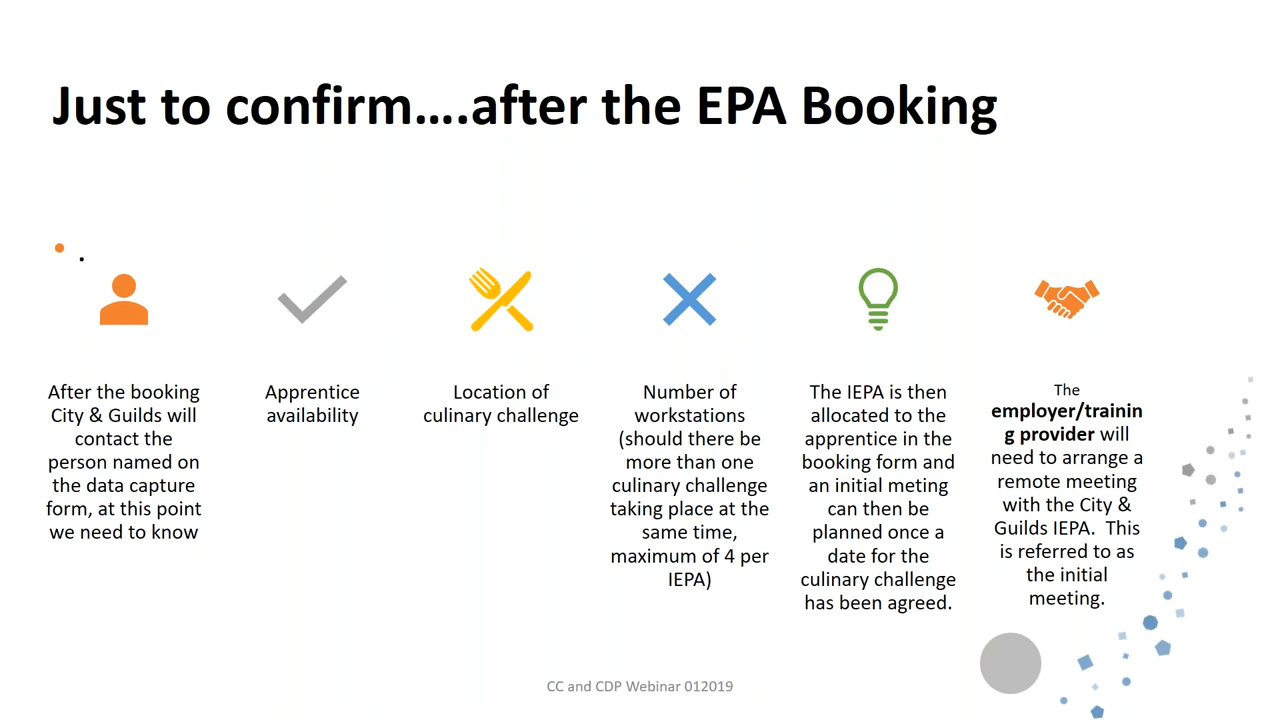 Just to confirm....after the EPA Booking
After the booking
City & Guilds will
contact the
person named on
the data capture
form, at this point
we need to know
Apprentice
availability
Location of
culinary challenge
Number of
workstations
(should there be
more than one
culinary challenge
taking place at the
same time,
maximum of 4 per
IEPA)
The IEPA is then
allocated to the
apprentice in the
booking form and
an initial meting
can then be
planned once a
date for the
culinary challenge
has been agreed.
The
employer/trainin
g provider will
need to arrange a
remote meeting
with the City &
Guilds IEPA.  This
is referred to as
the initial
meeting.
CC and CDP Webinar 012019